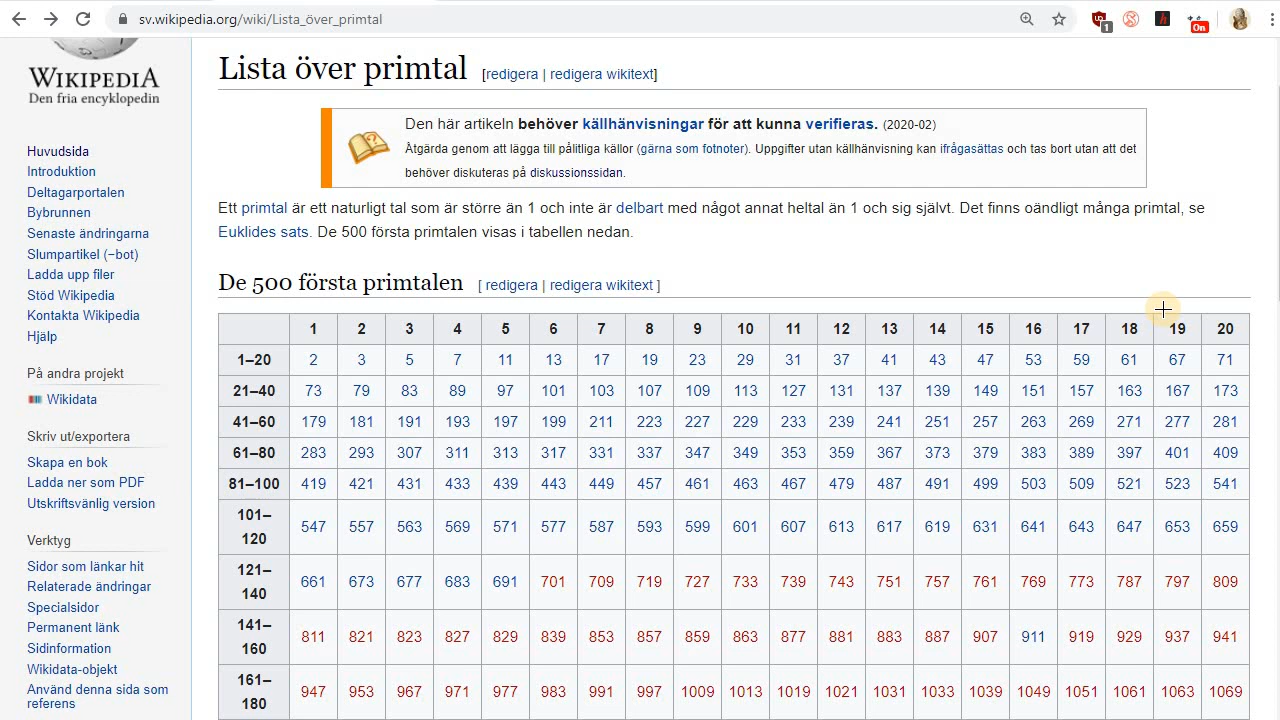 sv.wikipedia.org/wiki/Lista_över_primtal
1
On
WIKIPEDIA
Den fria encyklopedin
Huvudsida
Introduktion
Deltagarportalen
Bybrunnen
Senaste ändringarna
Slumpartikel (−bot)
Ladda upp filer
Stöd Wikipedia
Kontakta Wikipedia
Hjälp
På andra projekt
Wikidata
Skriv ut/exportera
Skapa en bok
Ladda ner som PDF
Utskriftsvänlig version
Verktyg
Sidor som länkar hit
Relaterade ändringar
Specialsidor
Permanent länk
Sidinformation
Wikidata-objekt
Använd denna sida som
referens
Lista över primtal [redigera | redigera wikitext]
Den här artikeln behöver källhänvisningar för att kunna verifieras. (2020-02)
Åtgärda genom att lägga till pålitliga källor (gärna som fotnoter). Uppgifter utan källhänvisning kan ifrågasättas och tas bort utan att det
behöver diskuteras på diskussionssidan.
Ett primtal är ett naturligt tal som är större än 1 och inte är delbart med något annat heltal än 1 och sig självt. Det finns oändligt många primtal, se
Euklides sats. De 500 första primtalen visas i tabellen nedan.
De 500 första primtalen [ redigera | redigera wikitext ]
1 2 3 4 5 6 7 8 9 10 11 12 13 14 15 16 17 18 19 20
1–20 2 3 5 7 11 13 17 19 23 29 31 37 41 43 47 53 59 61 67 71
21–40 73 79 83 89 97 101 103 107 109 113 127 131 137 139 149 151 157 163 167 173
41–60 179 181 191 193 197 199 211 223 227 229 233 239 241 251 257 263 269 271 277 281
61–80 283 293 307 311 313 317 331 337 347 349 353 359 367 373 379 383 389 397 401 409
81–100 419 421 431 433 439 443 449 457 461 463 467 479 487 491 499 503 509 521 523 541
101–
120 547 557 563 569 571 577 587 593 599 601 607 613 617 619 631 641 643 647 653 659
121–
140 661 673 677 683 691 701 709 719 727 733 739 743 751 757 761 769 773 787 797 809
141–
160 811 821 823 827 829 839 853 857 859 863 877 881 883 887 907 911 919 929 937 941
161–
180 947 953 967 971 977 983 991 997 1009 1013 1019 1021 1031 1033 1039 1049 1051 1061 1063 1069